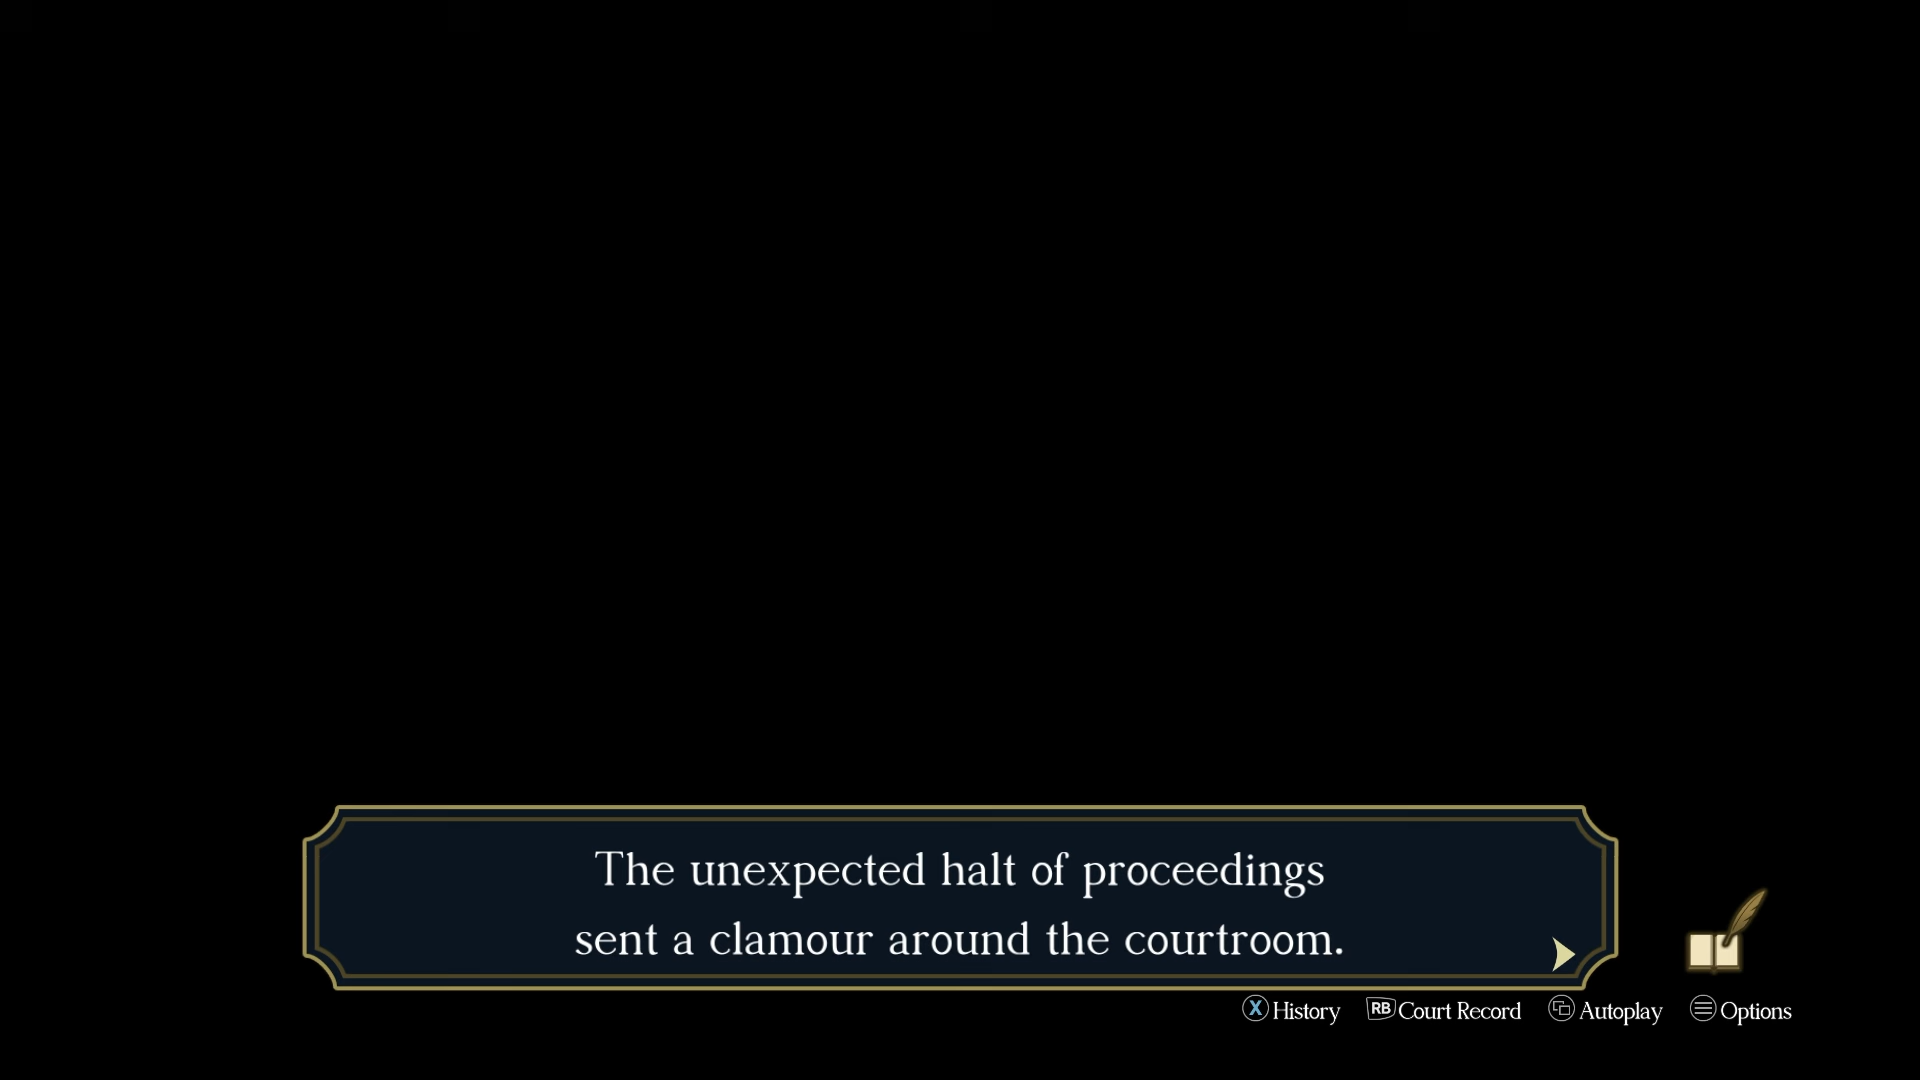 The unexpected halt of proceedings
sent a clamour around the courtroom.
X History RB Court Record Autoplay Options